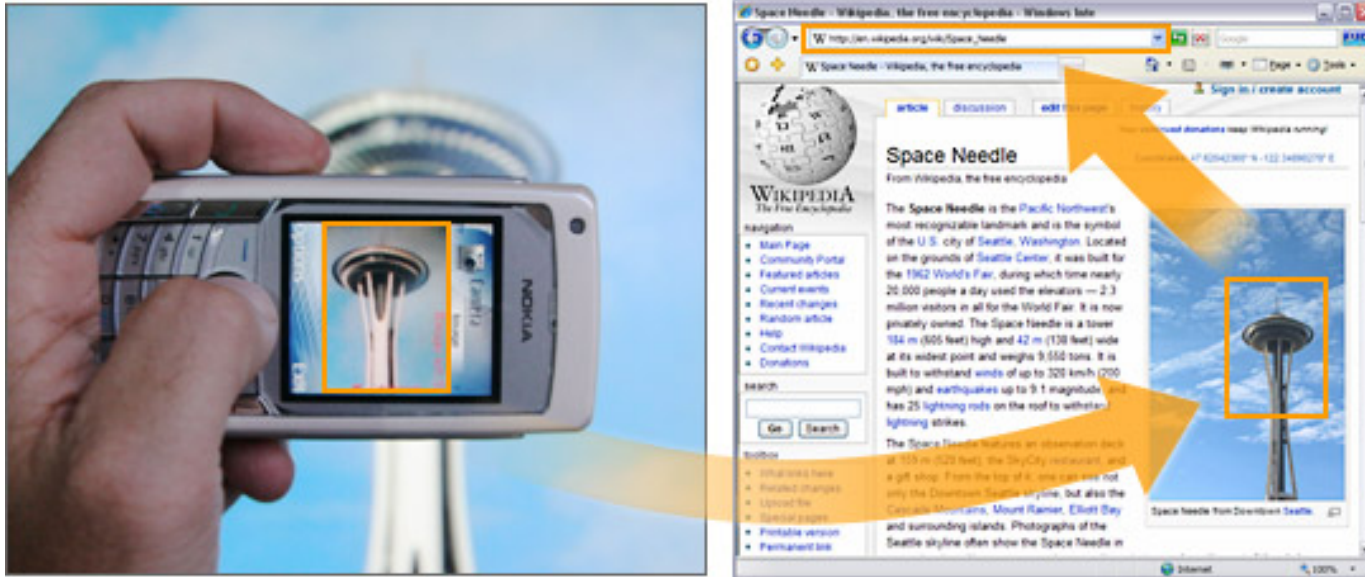 NOKIA
Camera
Image
Space Needle - Wikipedia, the free encyclopedia - Windows Inte
http://en.wikipedia.org/wiki/Space_Needle
Google
Space Needle - Wikipedia, the free encyclopedia
Page
Tools
Sign in / create account
article
discussion
edit this page
history
donations keep Wikipedia running!
WIKIPEDIA
The Free Encyclopedia
Space Needle
From Wikipedia, the free encyclopedia
navigation
Main Page
Community Portal
Featured articles
Current events
Recent changes
Random article
Help
Contact Wikipedia
Donations
search
Go
Search
toolbox
What links here
Related changes
Upload file
Special pages
Printable version
Permanent link
The Space Needle is the Pacific Northwest's
most recognizable landmark and is the symbol
of the U.S. city of Seattle, Washington. Located
on the grounds of Seattle Center, it was built for
the 1962 World's Fair, during which time nearly
20,000 people a day used the elevators — 2.3
million visitors in all for the World Fair. It is now
privately owned. The Space Needle is a tower
184 m (605 feet) high and 42 m (138 feet) wide
at its widest point and weighs 9,550 tons. It is
built to withstand winds of up to 320 km/h (200
mph) and earthquakes up to 9.1 magnitude, and
has 25 lightning rods on the roof to withstand
lightning strikes.
The Space Needle features an observation deck
at 159 m (520 feet), the SkyCity restaurant, and
a gift shop. From the top of it, one can see not
only the Downtown Seattle skyline, but also the
Cascade Mountains, Mount Rainier, Elliott Bay
and surrounding islands. Photographs of the
Seattle skyline often show the Space Needle in
Space Needle from Downtown Seattle.
Internet
100%